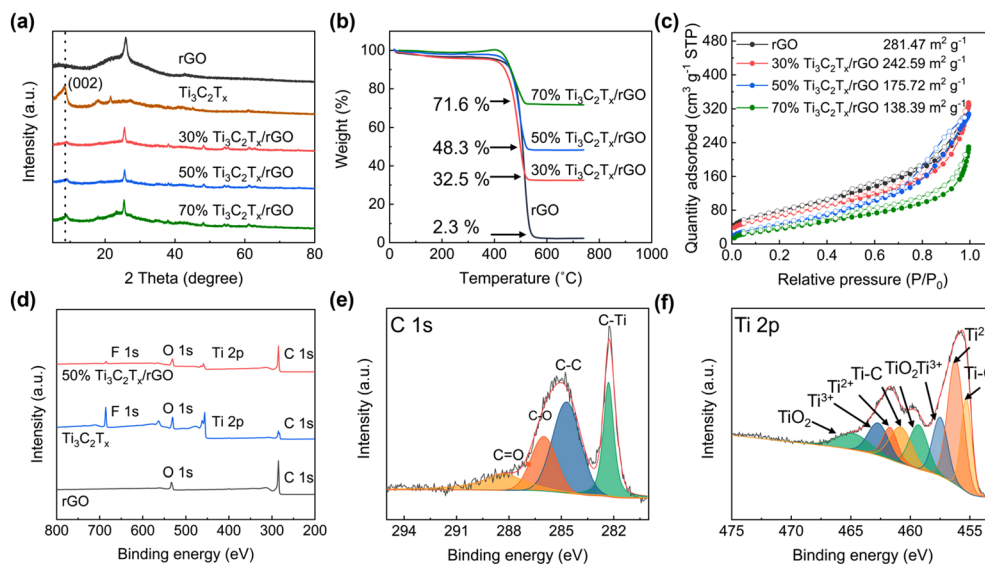 (a)
Intensity (a.u.)
rGO
(002)
Ti3C2Tx
30% Ti3C2Tx/rGO
50% Ti3C2Tx/rGO
70% Ti3C2Tx/rGO
10 20 30 40 50 60 70 80
2 Theta (degree)
(b)
Weight (%)
100
80
60
40
20
0
71.6 %
70% Ti3C2Tx/rGO
48.3 %
50% Ti3C2Tx/rGO
32.5 %
30% Ti3C2Tx/rGO
rGO
2.3 %
0 200 400 600 800 1000
Temperature (˚C)
(c)
Quantity adsorbed (cm3 g-1 STP)
480
400
320
240
160
80
0
rGO 281.47 m2 g-1
30% Ti3C2Tx/rGO 242.59 m2 g-1
50% Ti3C2Tx/rGO 175.72 m2 g-1
70% Ti3C2Tx/rGO 138.39 m2 g-1
0.0 0.2 0.4 0.6 0.8 1.0
Relative pressure (P/P0)
(d)
Intensity (a.u.)
F 1s O 1s Ti 2p C 1s
50% Ti3C2Tx/rGO
F 1s O 1s Ti 2p C 1s
Ti3C2Tx
O 1s C 1s
rGO
800 700 600 500 400 300 200
Binding energy (eV)
(e)
Intensity (a.u.)
C 1s
C-Ti
C-C
C-O
C=O
294 291 288 285 282
Binding energy (eV)
(f)
Intensity (a.u.)
Ti 2p
TiO2
Ti3+
Ti2+
Ti-C
TiO2
Ti3+
Ti2
475 470 465 460 455
Binding energy (eV)